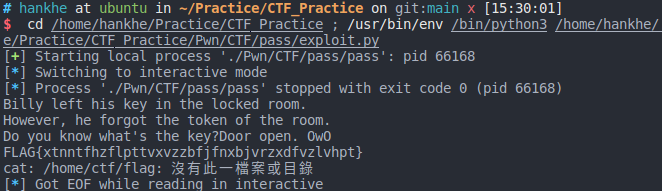 # hankhe at ubuntu in ~/Practice/CTF_Practice on git:main x [15:30:01]
$  cd /home/hankhe/Practice/CTF_Practice ; /usr/bin/env /bin/python3 /home/hankhe/Practice/CTF_Practice/Pwn/CTF/pass/exploit.py
[+] Starting local process './Pwn/CTF/pass/pass': pid 66168
[*] Switching to interactive mode
[*] Process './Pwn/CTF/pass/pass' stopped with exit code 0 (pid 66168)
Billy left his key in the locked room.
However, he forgot the token of the room.
Do you know what's the key?Door open. OwO
FLAG{xtnntfhzflpttvxvzzbfjfnxbjvrzxdfvzlvhpt}
cat: /home/ctf/flag: 沒有此一檔案或目錄
[*] Got EOF while reading in interactive